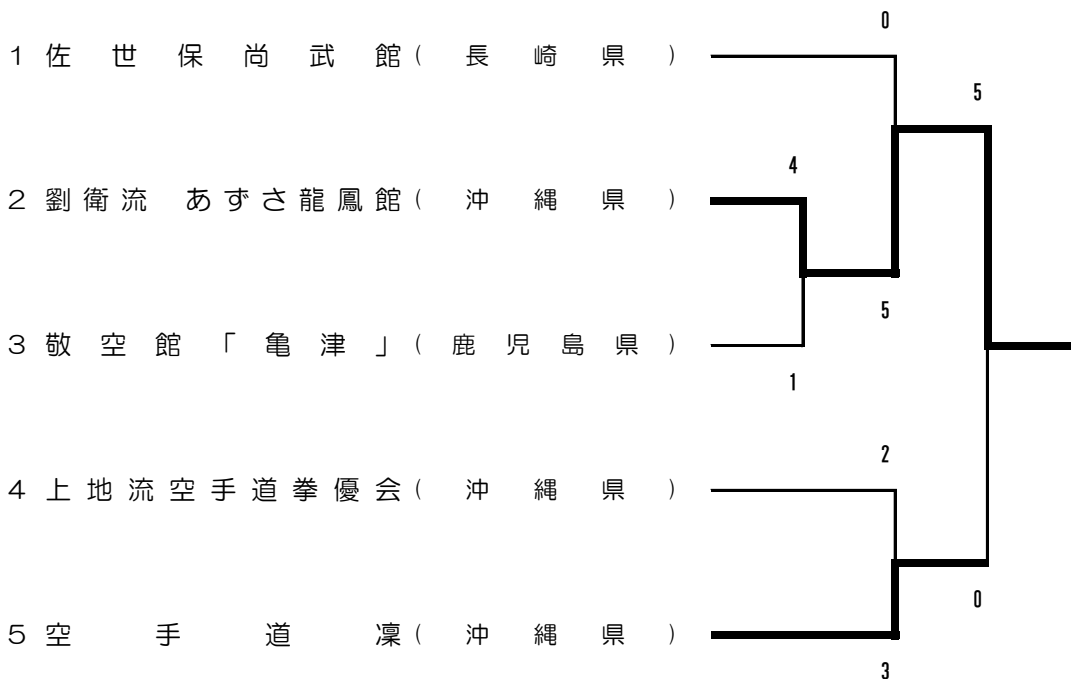 0
1 佐世保尚武館(長崎県)
5
4
2 劉衛流 あずさ龍鳳館(沖縄県)
5
3 敬空館「亀津」(鹿児島県)
1
2
4 上地流空手道拳優会(沖縄県)
0
5 空手道凜(沖縄県)
3